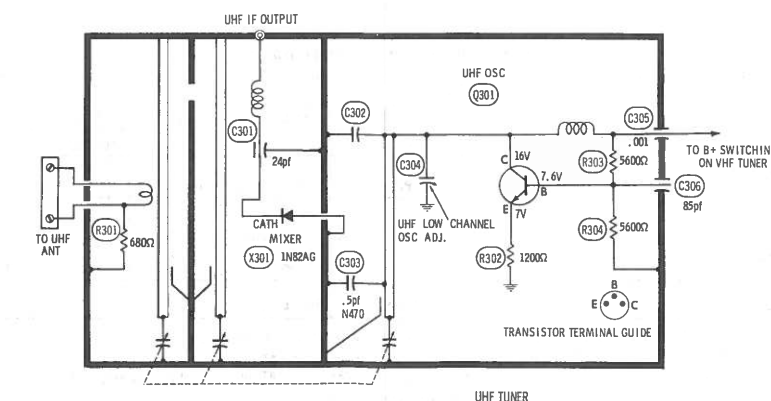 UHF IF OUTPUT
UHF OSC
Q301
C302
C301
24pf
C304
16V
C
7.6V
B
E
7V
C305
.001
TO B+ SWITCHIN
ON VHF TUNER
R303
5600Ω
C306
85pf
R304
5600Ω
TO UHF
ANT
R301
680Ω
CATH
MIXER
X301
1N82AG
UHF LOW CHANNEL
OSC ADJ.
R302
1200Ω
C303
.5pf
N470
B
E
C
TRANSISTOR TERMINAL GUIDE
UHF TUNER